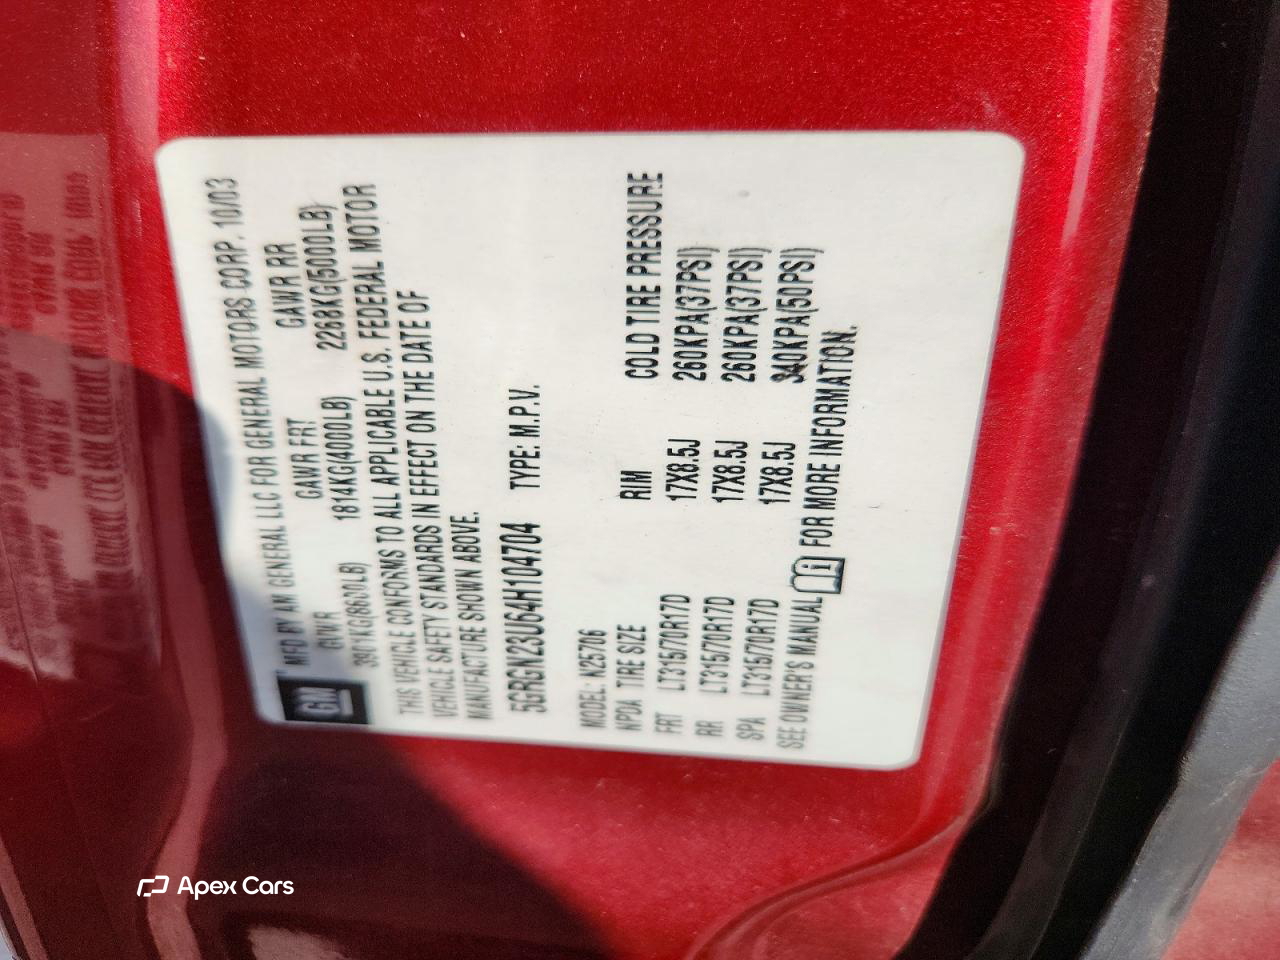 GM
MFD BY AM GENERAL LLC FOR GENERAL MOTORS CORP. 10/03
GVWR GAWR FRT GAWR RR
3901KG(8600LB) 1814KG(4000LB) 2268KG(5000LB)
THIS VEHICLE CONFORMS TO ALL APPLICABLE U.S. FEDERAL MOTOR
VEHICLE SAFETY STANDARDS IN EFFECT ON THE DATE OF
MANUFACTURE SHOWN ABOVE.
5GRGN23U64H104704 TYPE: M.P.V.
MODEL: N25706
NPDA TIRE SIZE RIM COLD TIRE PRESSURE
FRT LT315/70R17D 17X8.5J 260KPA(37PSI)
RR LT315/70R17D 17X8.5J 260KPA(37PSI)
SPA LT315/70R17D 17X8.5J 340KPA(50PSI)
SEE OWNER'S MANUAL i FOR MORE INFORMATION.
Apex Cars